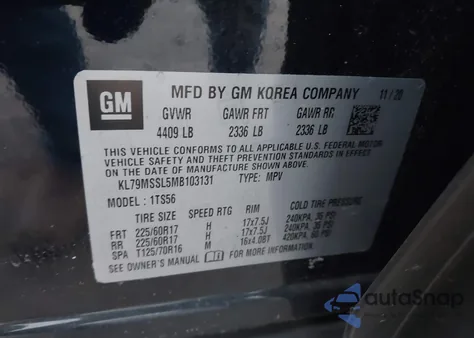 GM
MFD BY GM KOREA COMPANY 11 / 20
GVWR GAWR FRT GAWR RR
4409 LB 2336 LB 2336 LB
THIS VEHICLE CONFORMS TO ALL APPLICABLE U.S. FEDERAL MOTOR
VEHICLE SAFETY AND THEFT PREVENTION STANDARDS IN EFFECT ON
THE DATE OF MANUFACTURE SHOWN ABOVE.
KL79MSSL5MB103131 TYPE: MPV
MODEL: 1TS56
TIRE SIZE SPEED RTG RIM COLD TIRE PRESSURE
FRT 225/60R17 H 17x7.5J 240KPA, 35 PSI
RR 225/60R17 H 17x7.5J 240KPA, 35 PSI
SPA T125/70R16 M 16x4.0BT 420KPA, 60 PSI
SEE OWNER'S MANUAL FOR MORE INFORMATION.
autoSnap